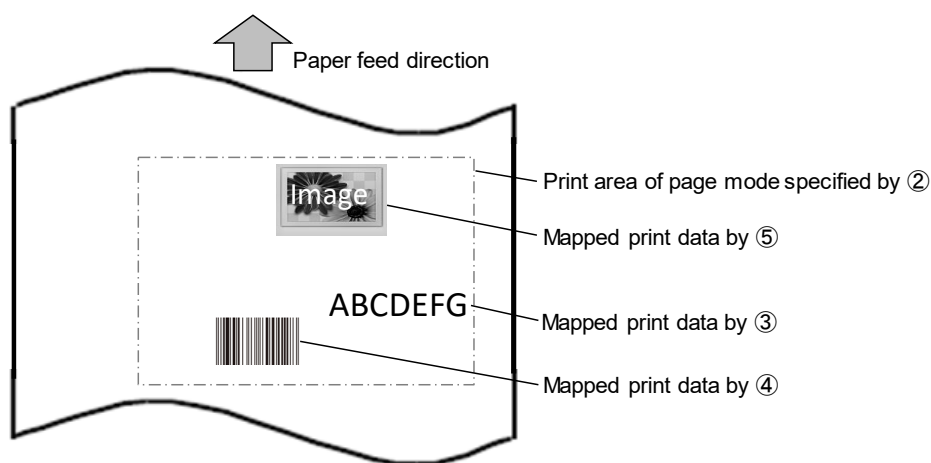 Paper feed direction
Print area of page mode specified by ②
Image
Mapped print data by ⑤
ABCDEFG
Mapped print data by ③
Mapped print data by ④